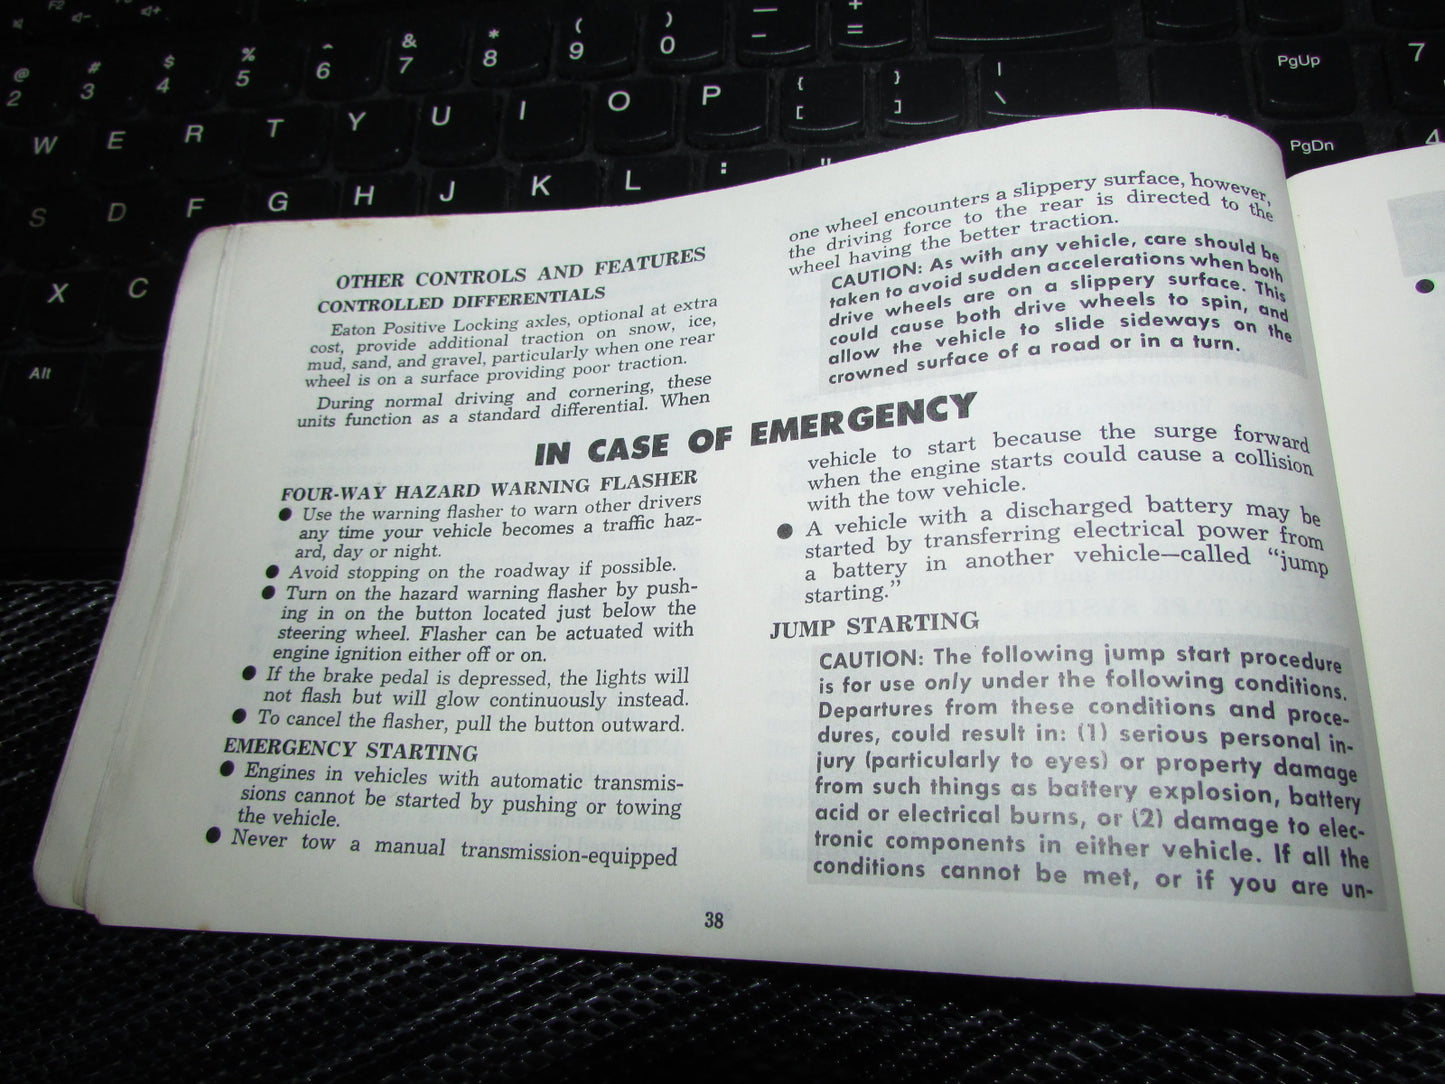 F2
@ # $ % ^ & * ( ) — +
2 3 4 5 6 7 8 9 0 – =
PgUp
7
W E R T Y U I O P { } |
[ ] \
PgDn
4
S D F G H J K L : "
X C
Alt
OTHER CONTROLS AND FEATURES
CONTROLLED DIFFERENTIALS
Eaton Positive Locking axles, optional at extra
cost, provide additional traction on snow, ice,
mud, sand, and gravel, particularly when one rear
wheel is on a surface providing poor traction.
During normal driving and cornering, these
units function as a standard differential. When
one wheel encounters a slippery surface, however,
the driving force to the rear is directed to the
wheel having the better traction.
CAUTION: As with any vehicle, care should be
taken to avoid sudden accelerations when both
drive wheels are on a slippery surface. This
could cause both drive wheels to spin, and
allow the vehicle to slide sideways on the
crowned surface of a road or in a turn.
IN CASE OF EMERGENCY
FOUR-WAY HAZARD WARNING FLASHER
● Use the warning flasher to warn other drivers
any time your vehicle becomes a traffic haz-
ard, day or night.
● Avoid stopping on the roadway if possible.
● Turn on the hazard warning flasher by push-
ing in on the button located just below the
steering wheel. Flasher can be actuated with
engine ignition either off or on.
● If the brake pedal is depressed, the lights will
not flash but will glow continuously instead.
● To cancel the flasher, pull the button outward.
EMERGENCY STARTING
● Engines in vehicles with automatic transmis-
sions cannot be started by pushing or towing
the vehicle.
● Never tow a manual transmission-equipped
vehicle to start because the surge forward
when the engine starts could cause a collision
with the tow vehicle.
● A vehicle with a discharged battery may be
started by transferring electrical power from
a battery in another vehicle—called “jump
starting.”
JUMP STARTING
CAUTION: The following jump start procedure
is for use only under the following conditions.
Departures from these conditions and proce-
dures, could result in: (1) serious personal in-
jury (particularly to eyes) or property damage
from such things as battery explosion, battery
acid or electrical burns, or (2) damage to elec-
tronic components in either vehicle. If all the
conditions cannot be met, or if you are un-
38